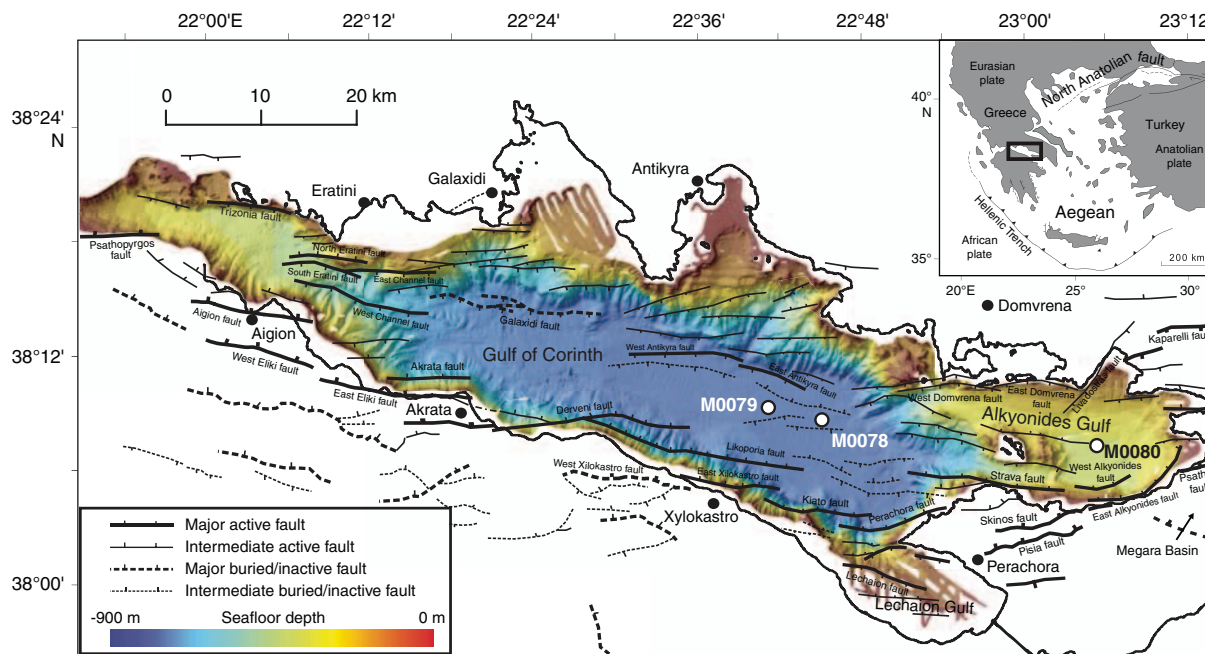 22°00'E 22°12' 22°24' 22°36' 22°48' 23°00' 23°12'
0 10 20 km
38°24'
N
38°12'
38°00'
Eurasian
plate
North Anatolian fault
40°
N
Greece
Turkey
Anatolian
plate
Aegean
Hellenic Trench
African
plate
200 km
35°
20° 25° 30°
Eratini
Galaxidi
Antikyra
Domvrena
Trizonia fault
Psathopyrgos
fault
North Eratini fault
South Eratini fault
East Channel fault
West Channel fault
Galaxidi fault
Aigion fault
Aigion
West Eliki fault
East Eliki fault
Akrata fault
Akrata
Gulf of Corinth
West Antikyra fault
East Antikyra fault
Derveni fault
M0079
M0078
Likoporia fault
West Xilokastro fault
East Xilokastro fault
Xylokastro
Kiato fault
Perachora fault
Kaparelli fault
Livadostras fault
West Domvrena fault
East Domvrena
fault
Alkyonides Gulf
M0080
West Alkyonides
fault
Strava fault
Psatha
fault
Skinos fault
East Alkyonides fault
Pisia fault
Megara Basin
Perachora
Lechaion fault
Lechaion Gulf
Major active fault
Intermediate active fault
Major buried/inactive fault
Intermediate buried/inactive fault
-900 m Seafloor depth 0 m